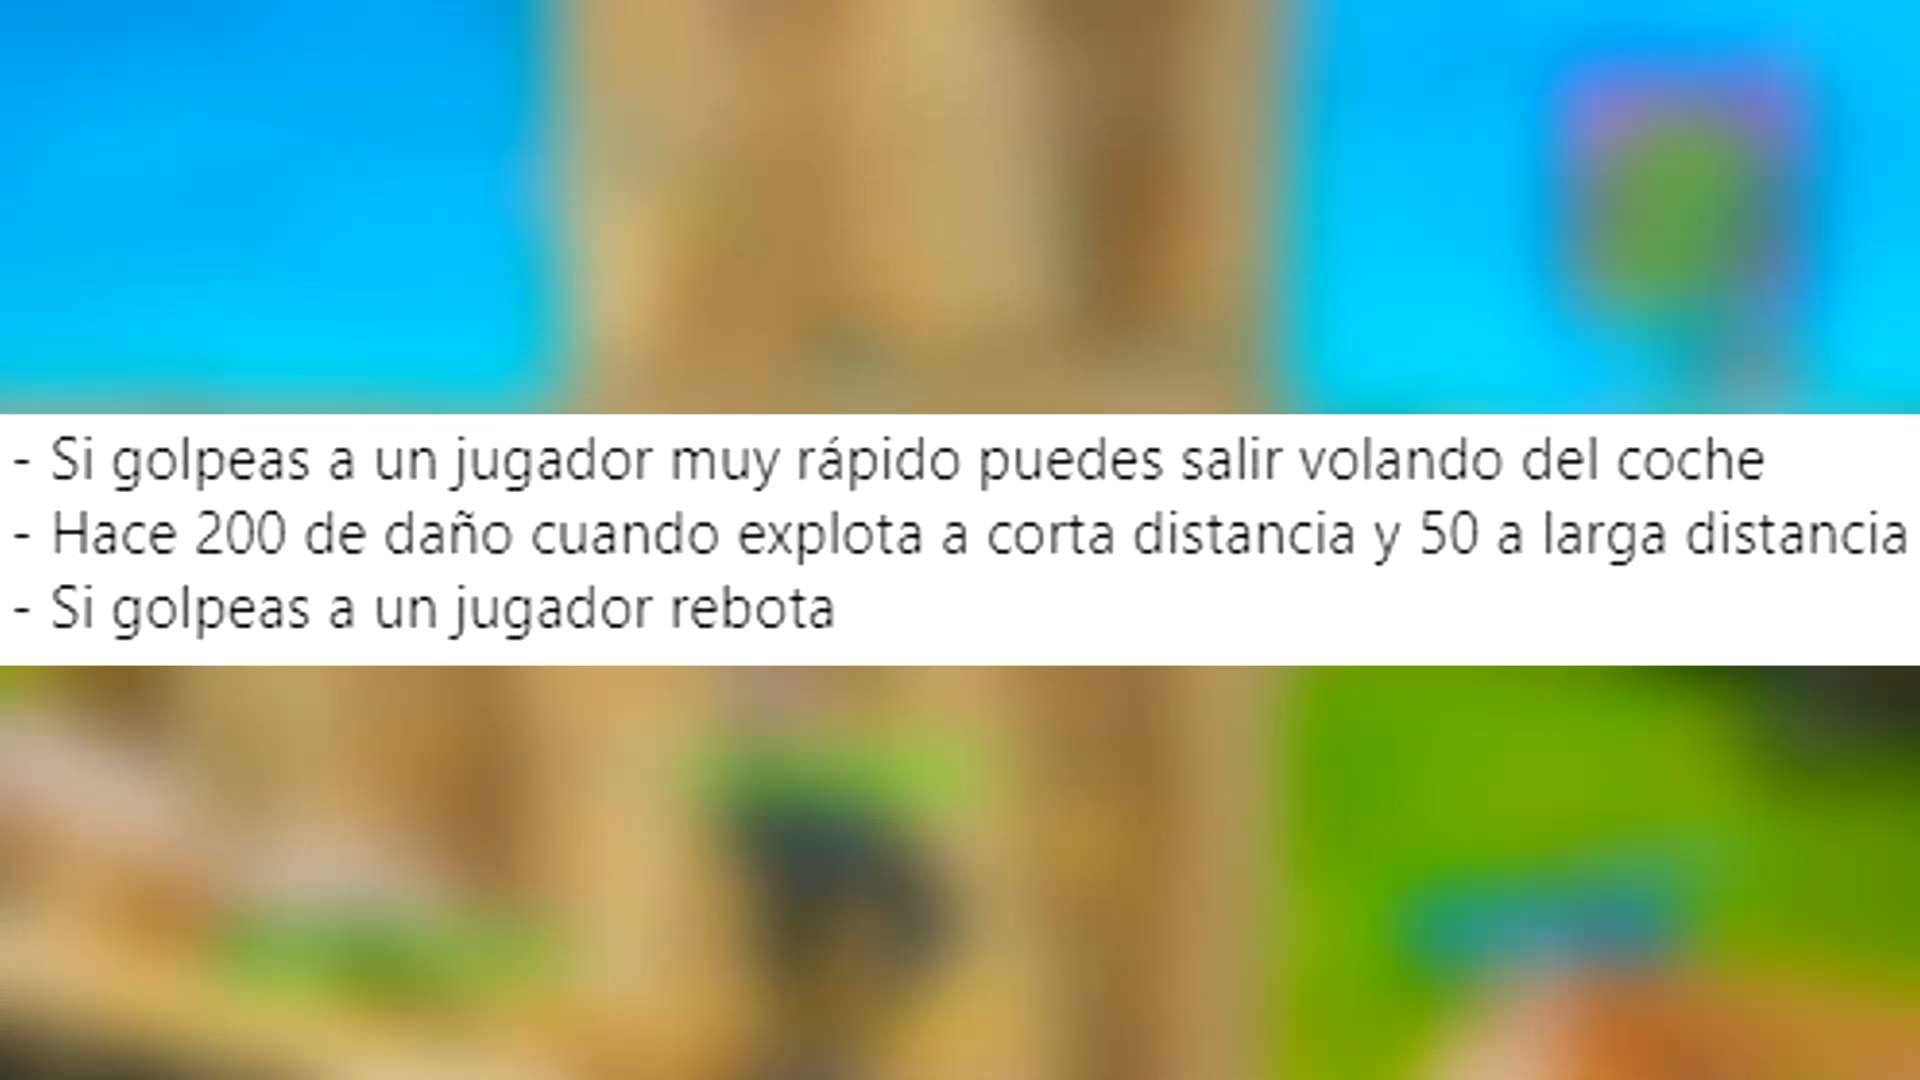 - Si golpeas a un jugador muy rápido puedes salir volando del coche
- Hace 200 de daño cuando explota a corta distancia y 50 a larga distancia
- Si golpeas a un jugador rebota